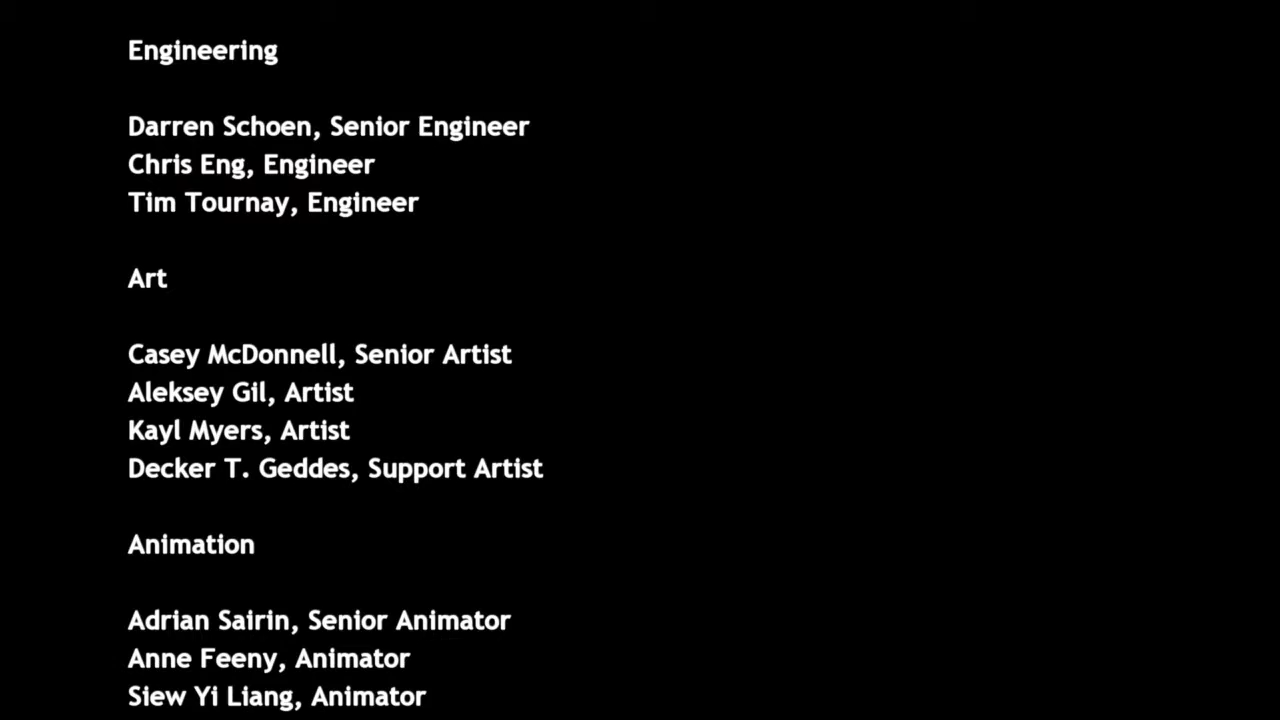 Engineering
Darren Schoen, Senior Engineer
Chris Eng, Engineer
Tim Tournay, Engineer
Art
Casey McDonnell, Senior Artist
Aleksey Gil, Artist
Kayl Myers, Artist
Decker T. Geddes, Support Artist
Animation
Adrian Sairin, Senior Animator
Anne Feeny, Animator
Siew Yi Liang, Animator